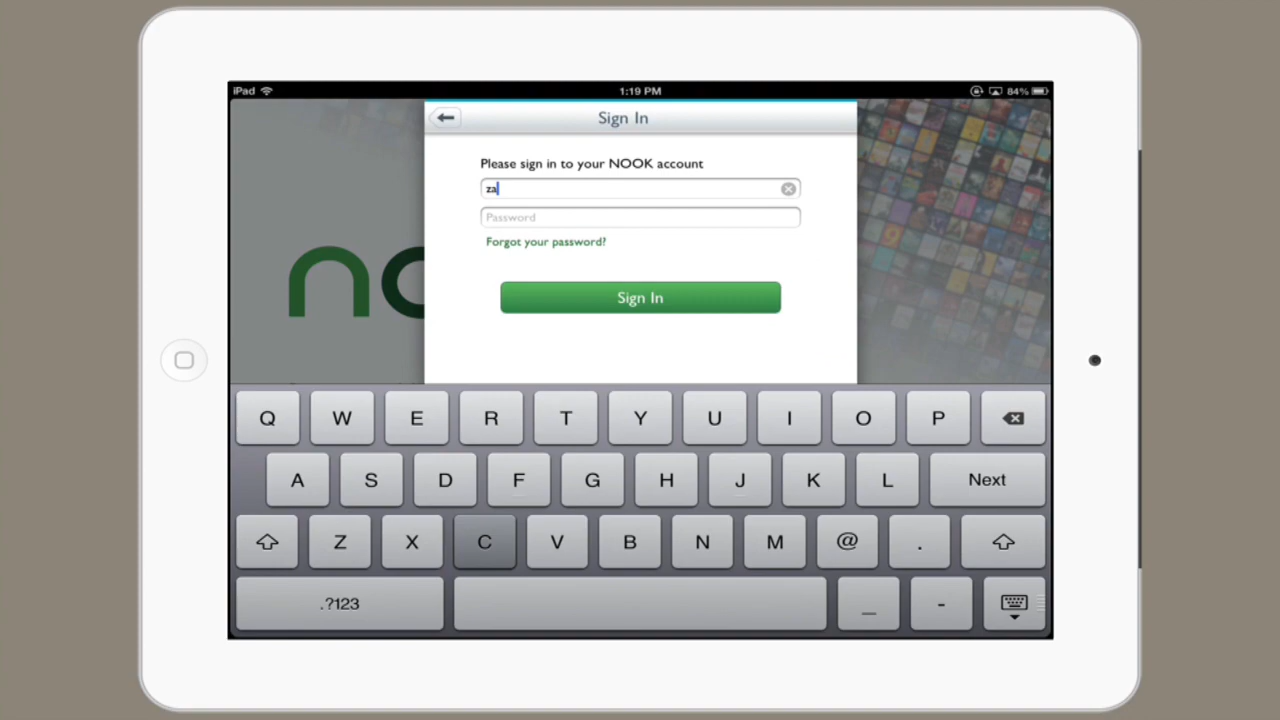 iPad 1:19 PM 84%
Sign In
Please sign in to your NOOK account
za
Password
Forgot your password?
Sign In
no
Q W E R T Y U I O P
A S D F G H J K L Next
Z X C V B N M @ .
.?123 _ -